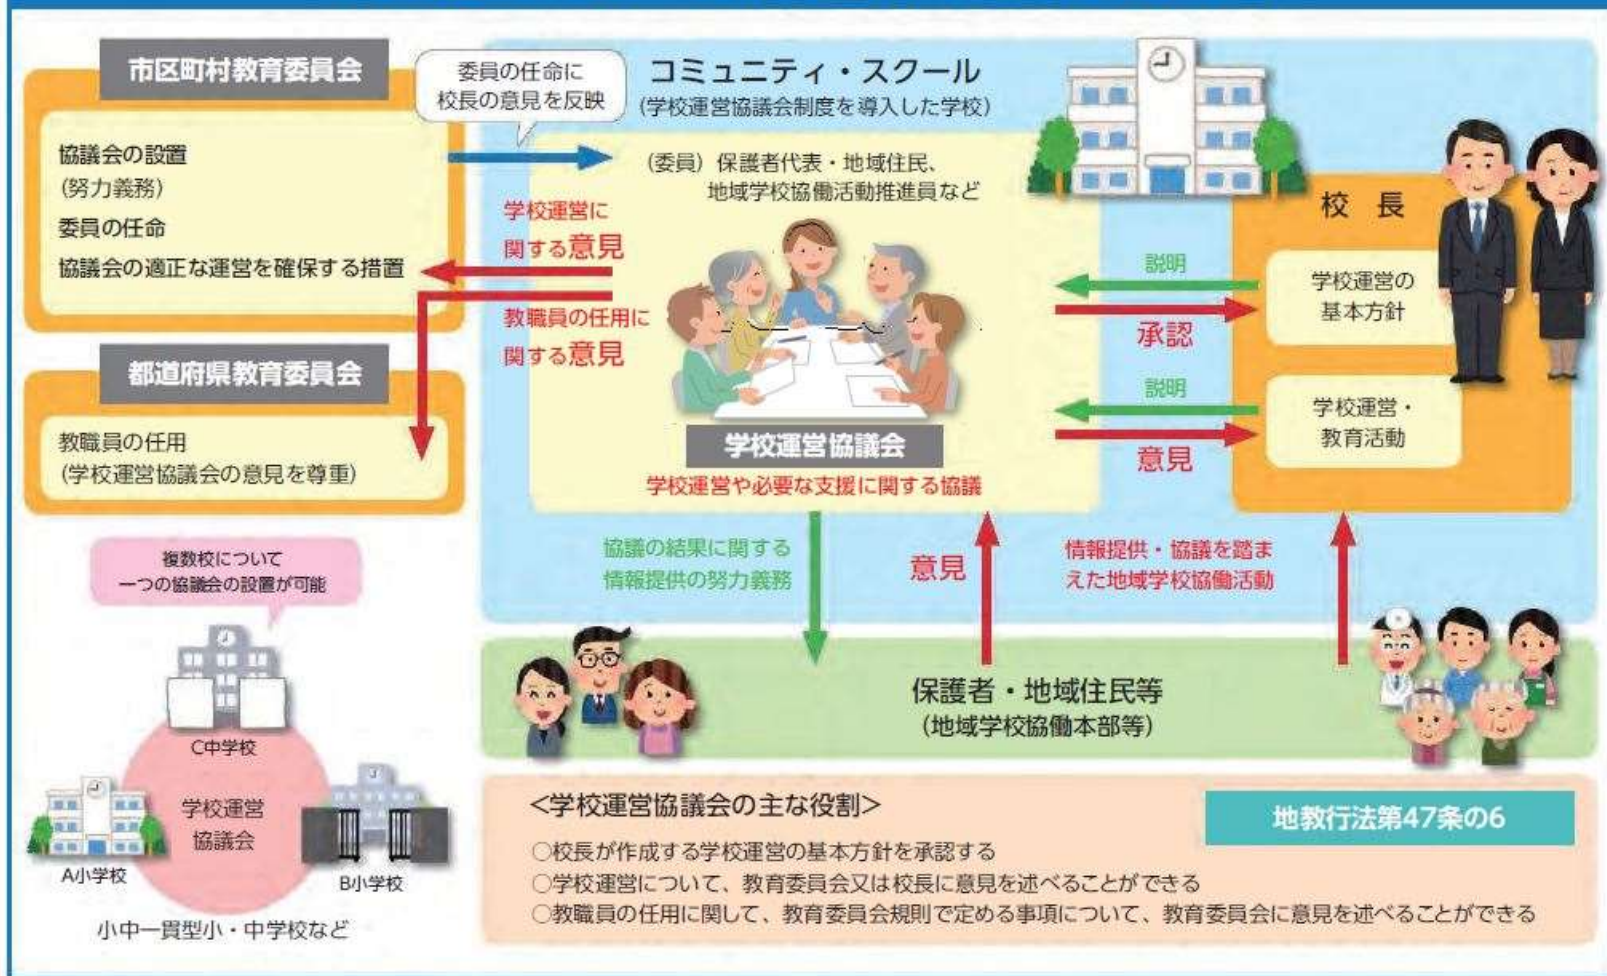 市区町村教育委員会
協議会の設置
(努力義務)
委員の任命
協議会の適正な運営を確保する措置
委員の任命に
校長の意見を反映
都道府県教育委員会
教職員の任用
(学校運営協議会の意見を尊重)
コミュニティ・スクール
(学校運営協議会制度を導入した学校)
(委員) 保護者代表・地域住民、
地域学校協働活動推進員など
学校運営に
関する意見
教職員の任用に
関する意見
学校運営協議会
学校運営や必要な支援に関する協議
校 長
説明
承認
学校運営の
基本方針
説明
意見
学校運営・
教育活動
協議の結果に関する
情報提供の努力義務
意見
情報提供・協議を踏ま
えた地域学校協働活動
保護者・地域住民等
(地域学校協働本部等)
複数校について
一つの協議会の設置が可能
C中学校
学校運営
協議会
A小学校
B小学校
小中一貫型小・中学校など
<学校運営協議会の主な役割>
地教行法第47条の6
○校長が作成する学校運営の基本方針を承認する
○学校運営について、教育委員会又は校長に意見を述べることができる
○教職員の任用に関して、教育委員会規則で定める事項について、教育委員会に意見を述べることができる